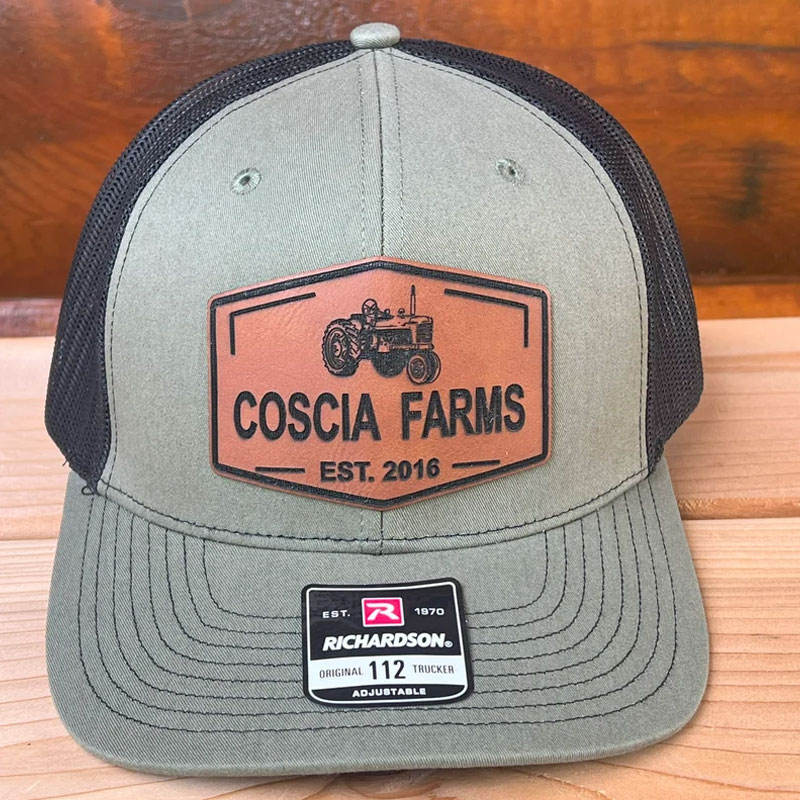 COSCIA FARMS
EST. 2016
EST. R 1970
RICHARDSON®
ORIGINAL 112 TRUCKER
ADJUSTABLE